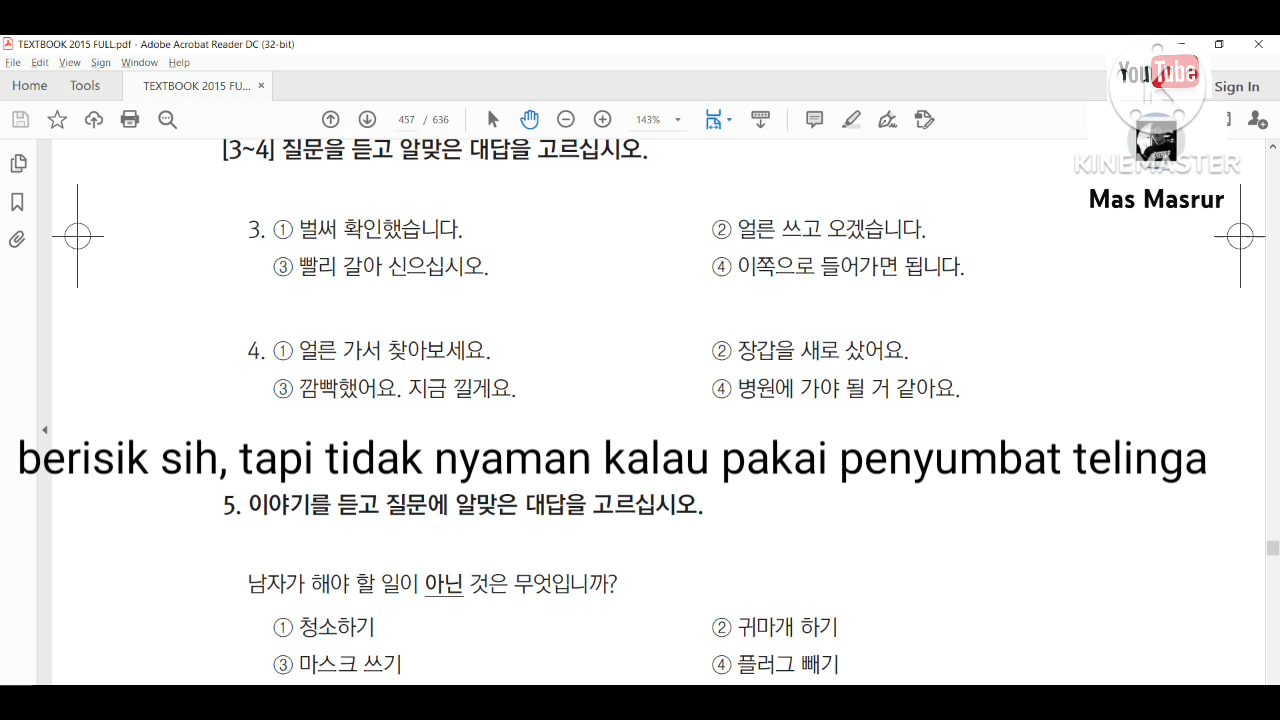 TEXTBOOK 2015 FULL.pdf - Adobe Acrobat Reader DC (32-bit)
File Edit View Sign Window Help
Home Tools TEXTBOOK 2015 FU... × Sign In
457 / 636 143%
YouTube
KINEMASTER
Mas Masrur
[3~4] 질문을 듣고 알맞은 대답을 고르십시오.
3. ① 벌써 확인했습니다. ② 얼른 쓰고 오겠습니다.
③ 빨리 갈아 신으십시오. ④ 이쪽으로 들어가면 됩니다.
4. ① 얼른 가서 찾아보세요. ② 장갑을 새로 샀어요.
③ 깜빡했어요. 지금 낄게요. ④ 병원에 가야 될 거 같아요.
berisik sih, tapi tidak nyaman kalau pakai penyumbat telinga
5. 이야기를 듣고 질문에 알맞은 대답을 고르십시오.
남자가 해야 할 일이 아닌 것은 무엇입니까?
① 청소하기 ② 귀마개 하기
③ 마스크 쓰기 ④ 플러그 빼기